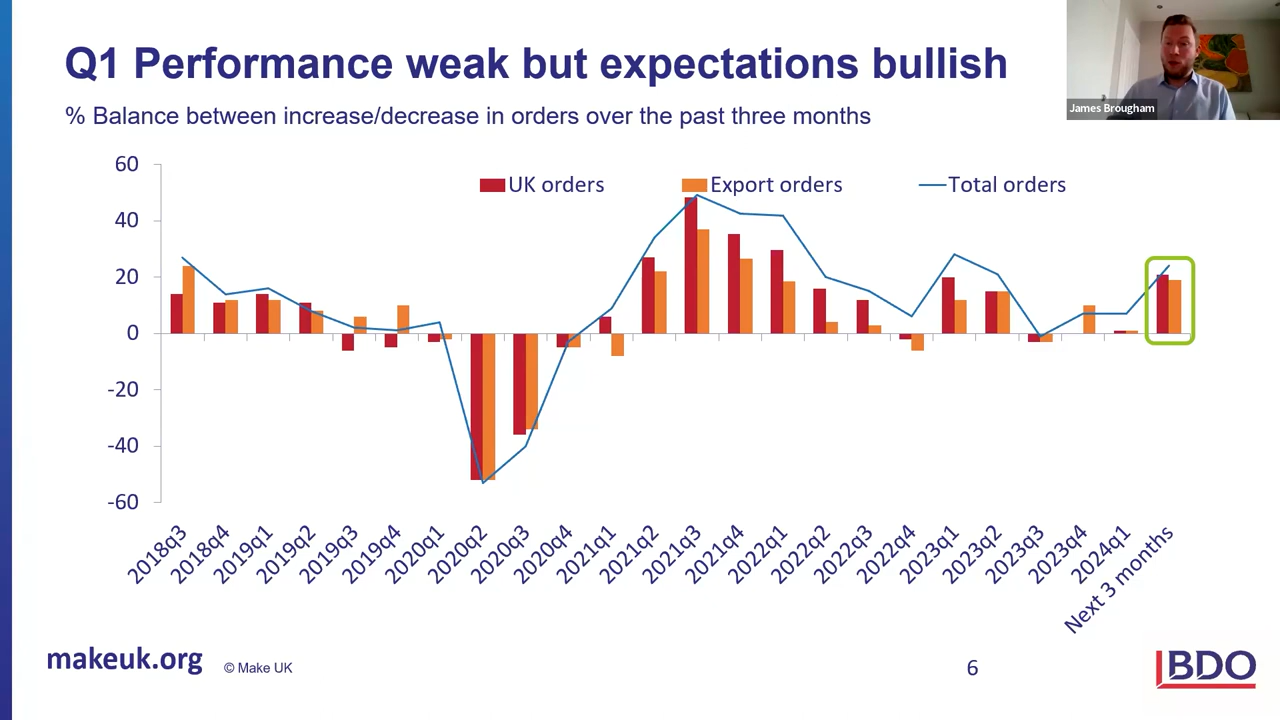 Q1 Performance weak but expectations bullish
James Brougham
% Balance between increase/decrease in orders over the past three months
UK orders
Export orders
Total orders
60
40
20
0
-20
-40
-60
2018q3
2018q4
2019q1
2019q2
2019q3
2019q4
2020q1
2020q2
2020q3
2020q4
2021q1
2021q2
2021q3
2021q4
2022q1
2022q2
2022q3
2022q4
2023q1
2023q2
2023q3
2023q4
2024q1
Next 3 months
makeuk.org
© Make UK
6
BDO